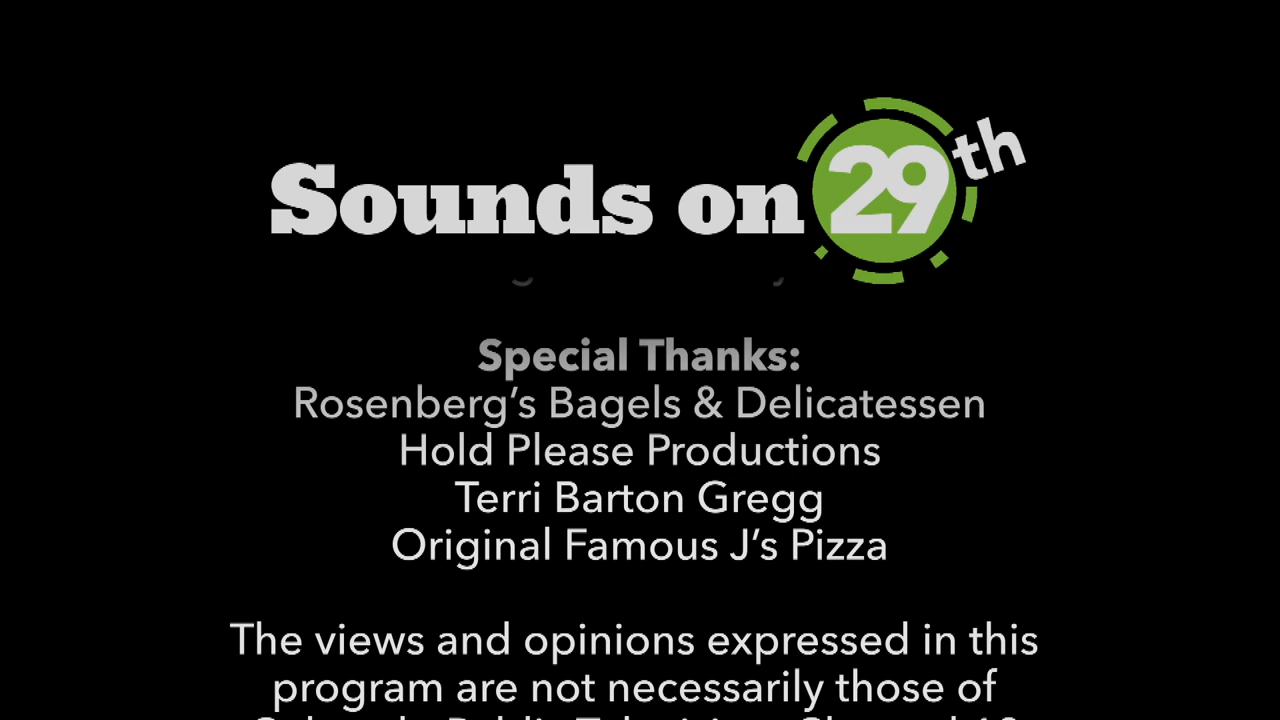 Sounds on 29th
Special Thanks:
Rosenberg’s Bagels & Delicatessen
Hold Please Productions
Terri Barton Gregg
Original Famous J’s Pizza
The views and opinions expressed in this
program are not necessarily those of